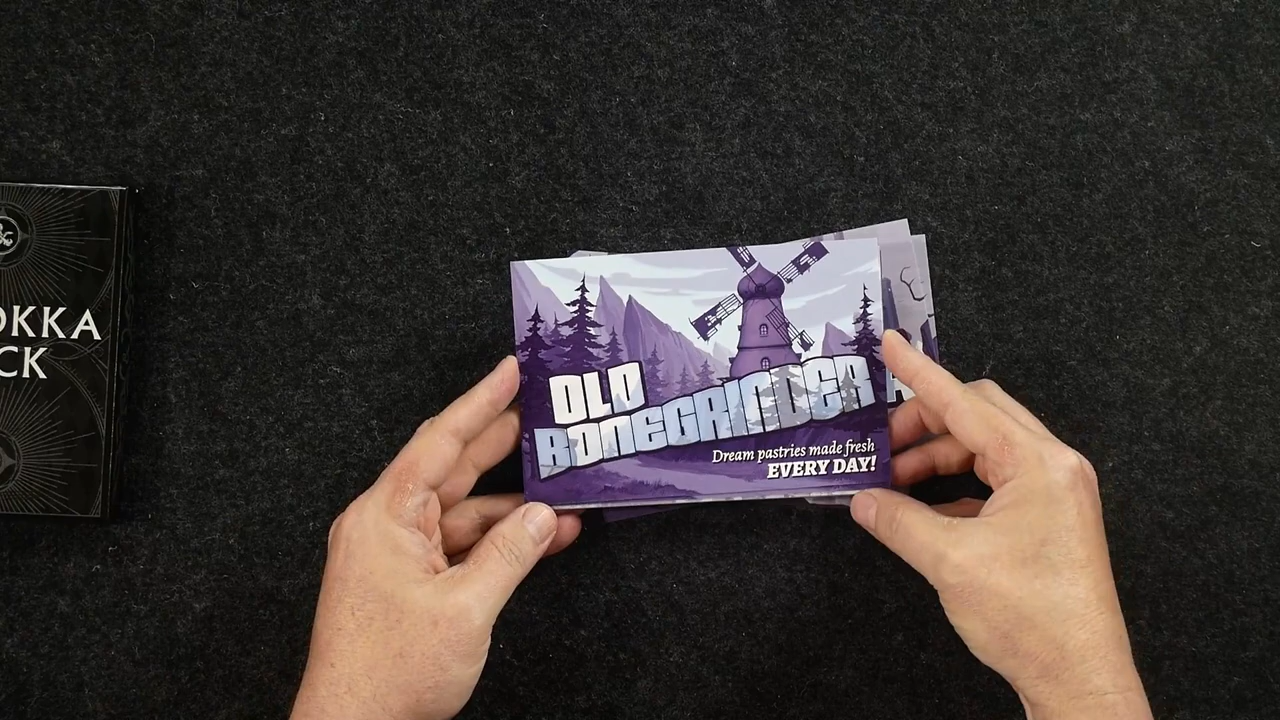 OKKA
CK
OLD
BONEGRINDER
Dream pastries made fresh
EVERY DAY!